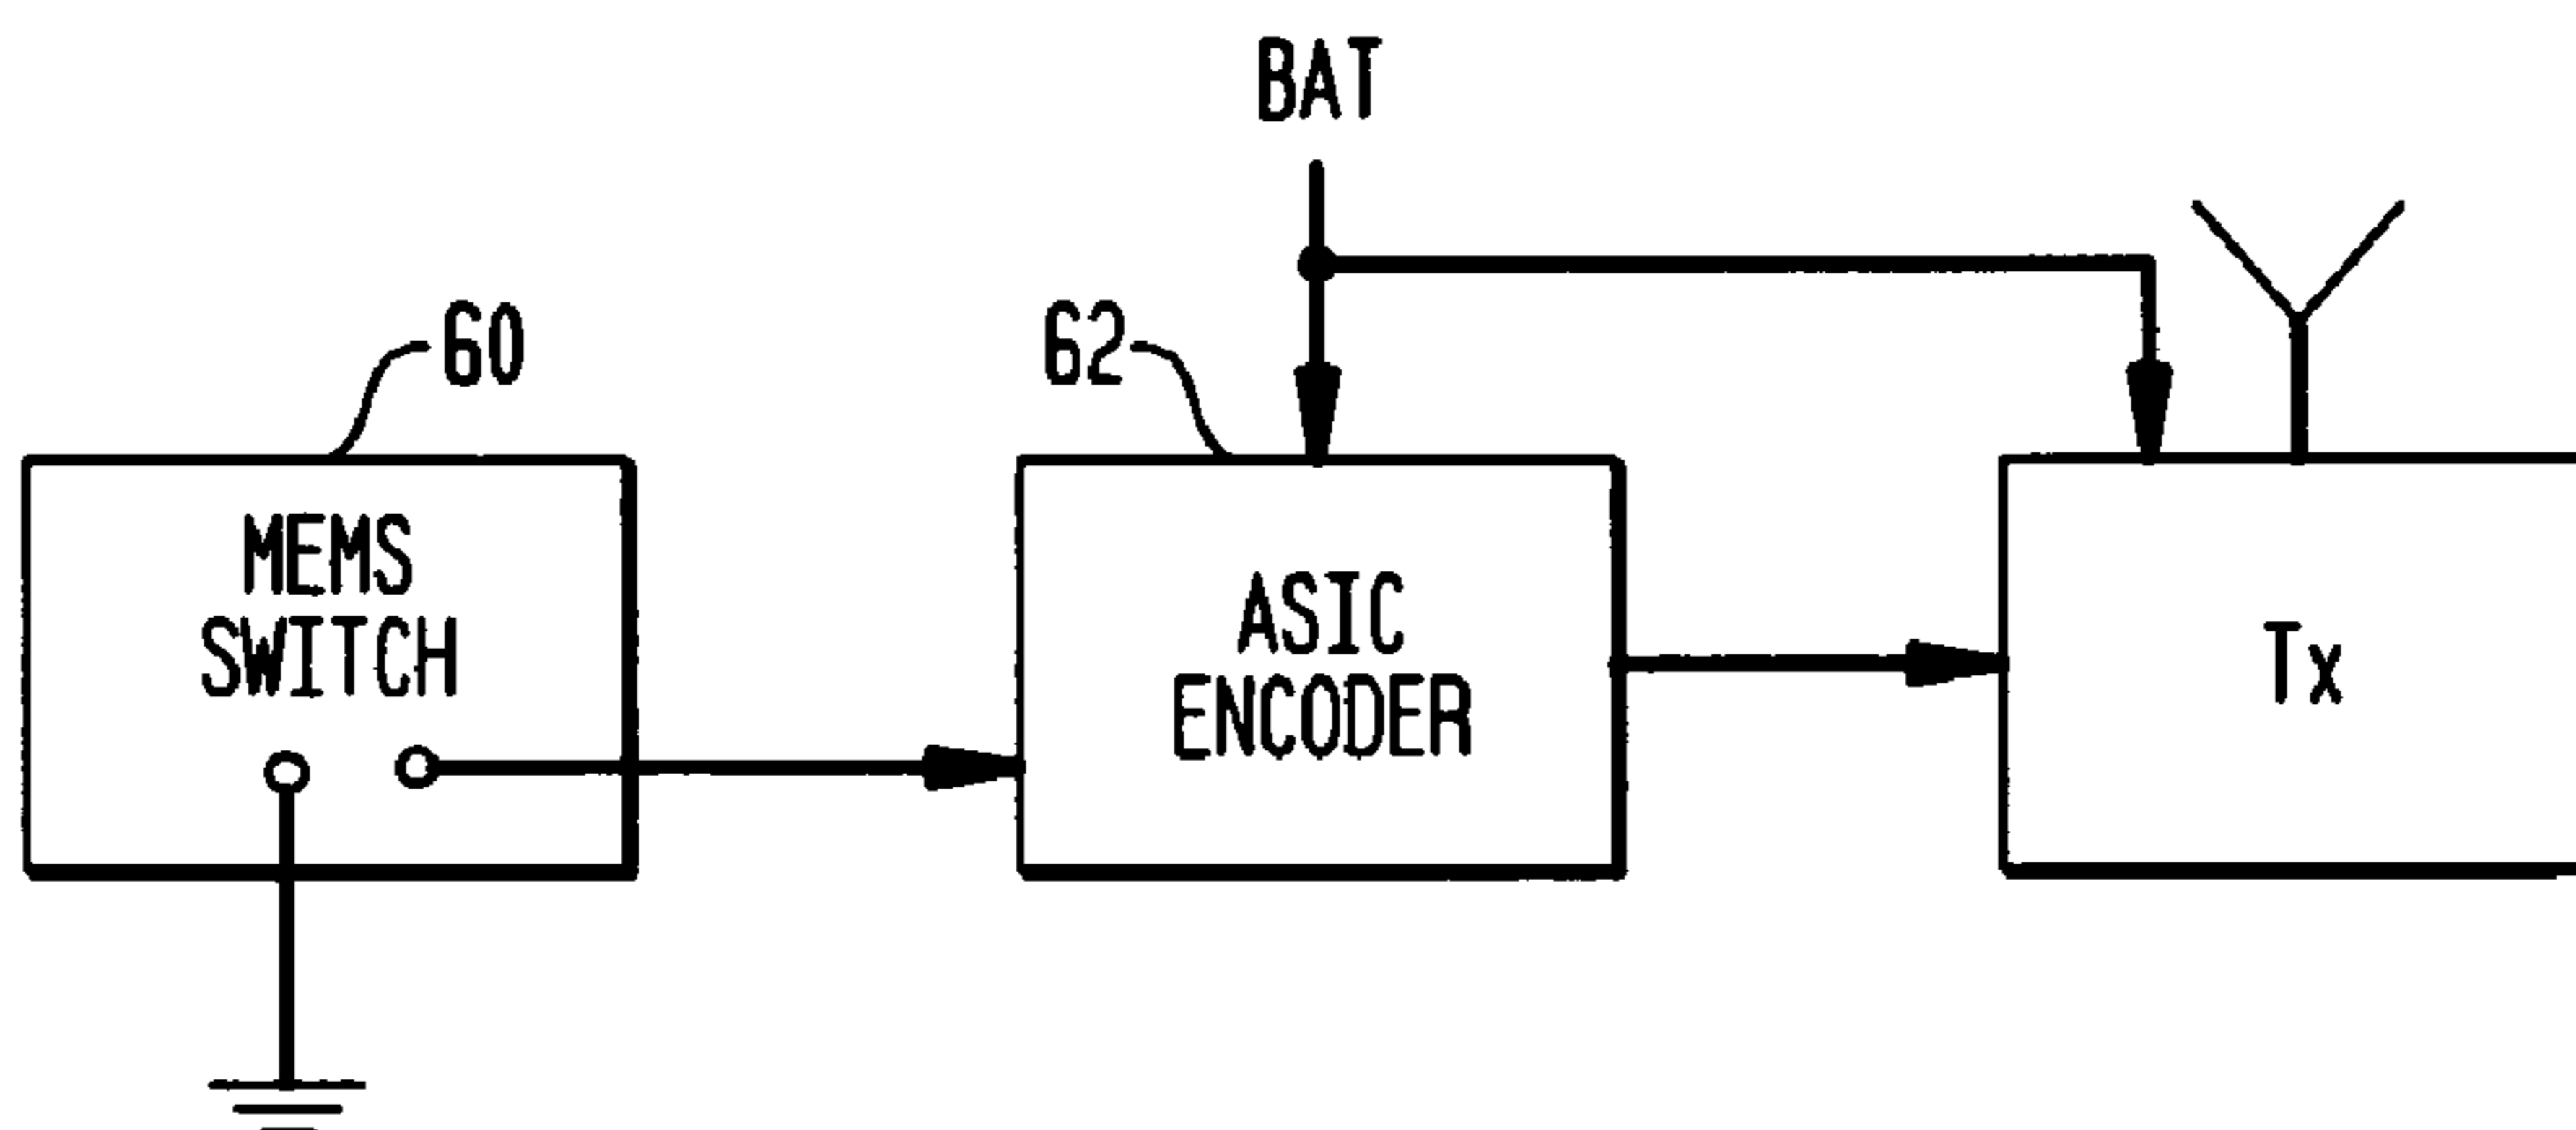 BAT
60
62
MEMS
SWITCH
ASIC
ENCODER
Tx